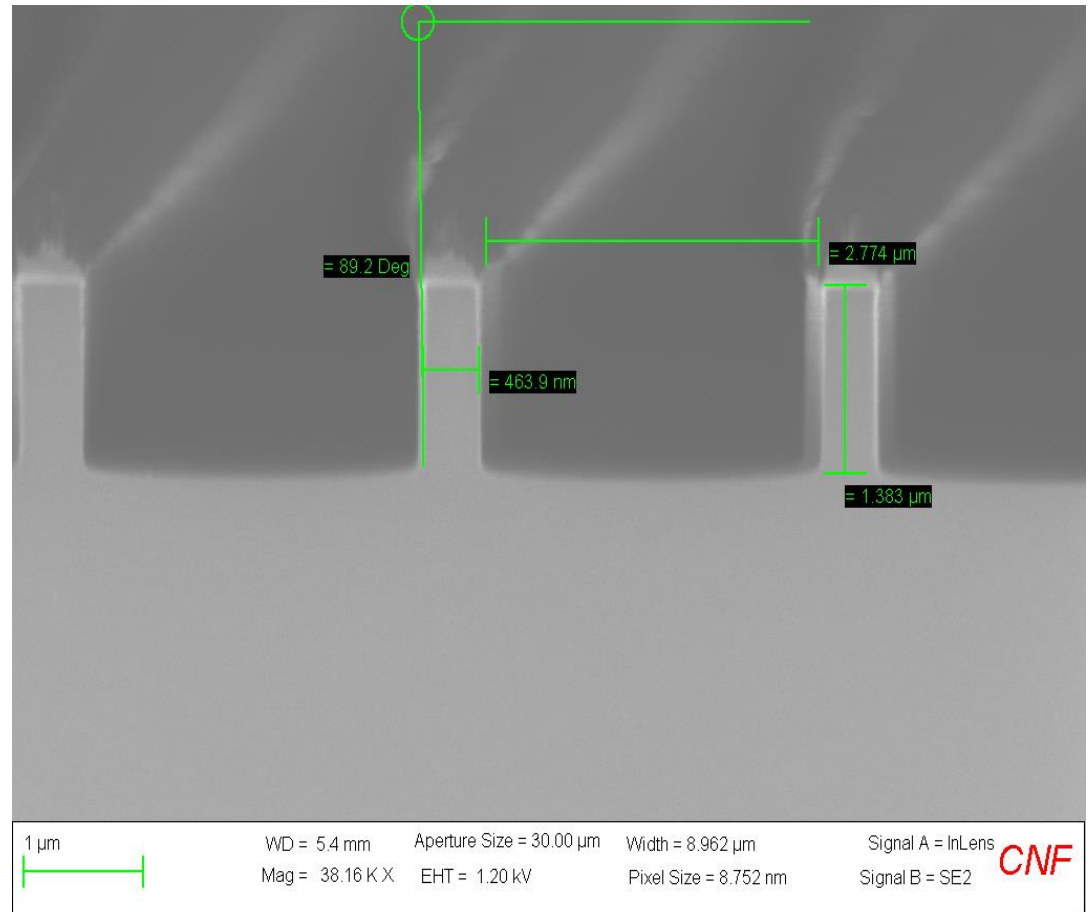 = 2.774 µm
= 89.2 Deg
= 463.9 nm
= 1.383 µm
1 µm
WD = 5.4 mm
Aperture Size = 30.00 µm
Width = 8.962 µm
Signal A = InLens
Mag = 38.16 K X
EHT = 1.20 kV
Pixel Size = 8.752 nm
Signal B = SE2
CNF